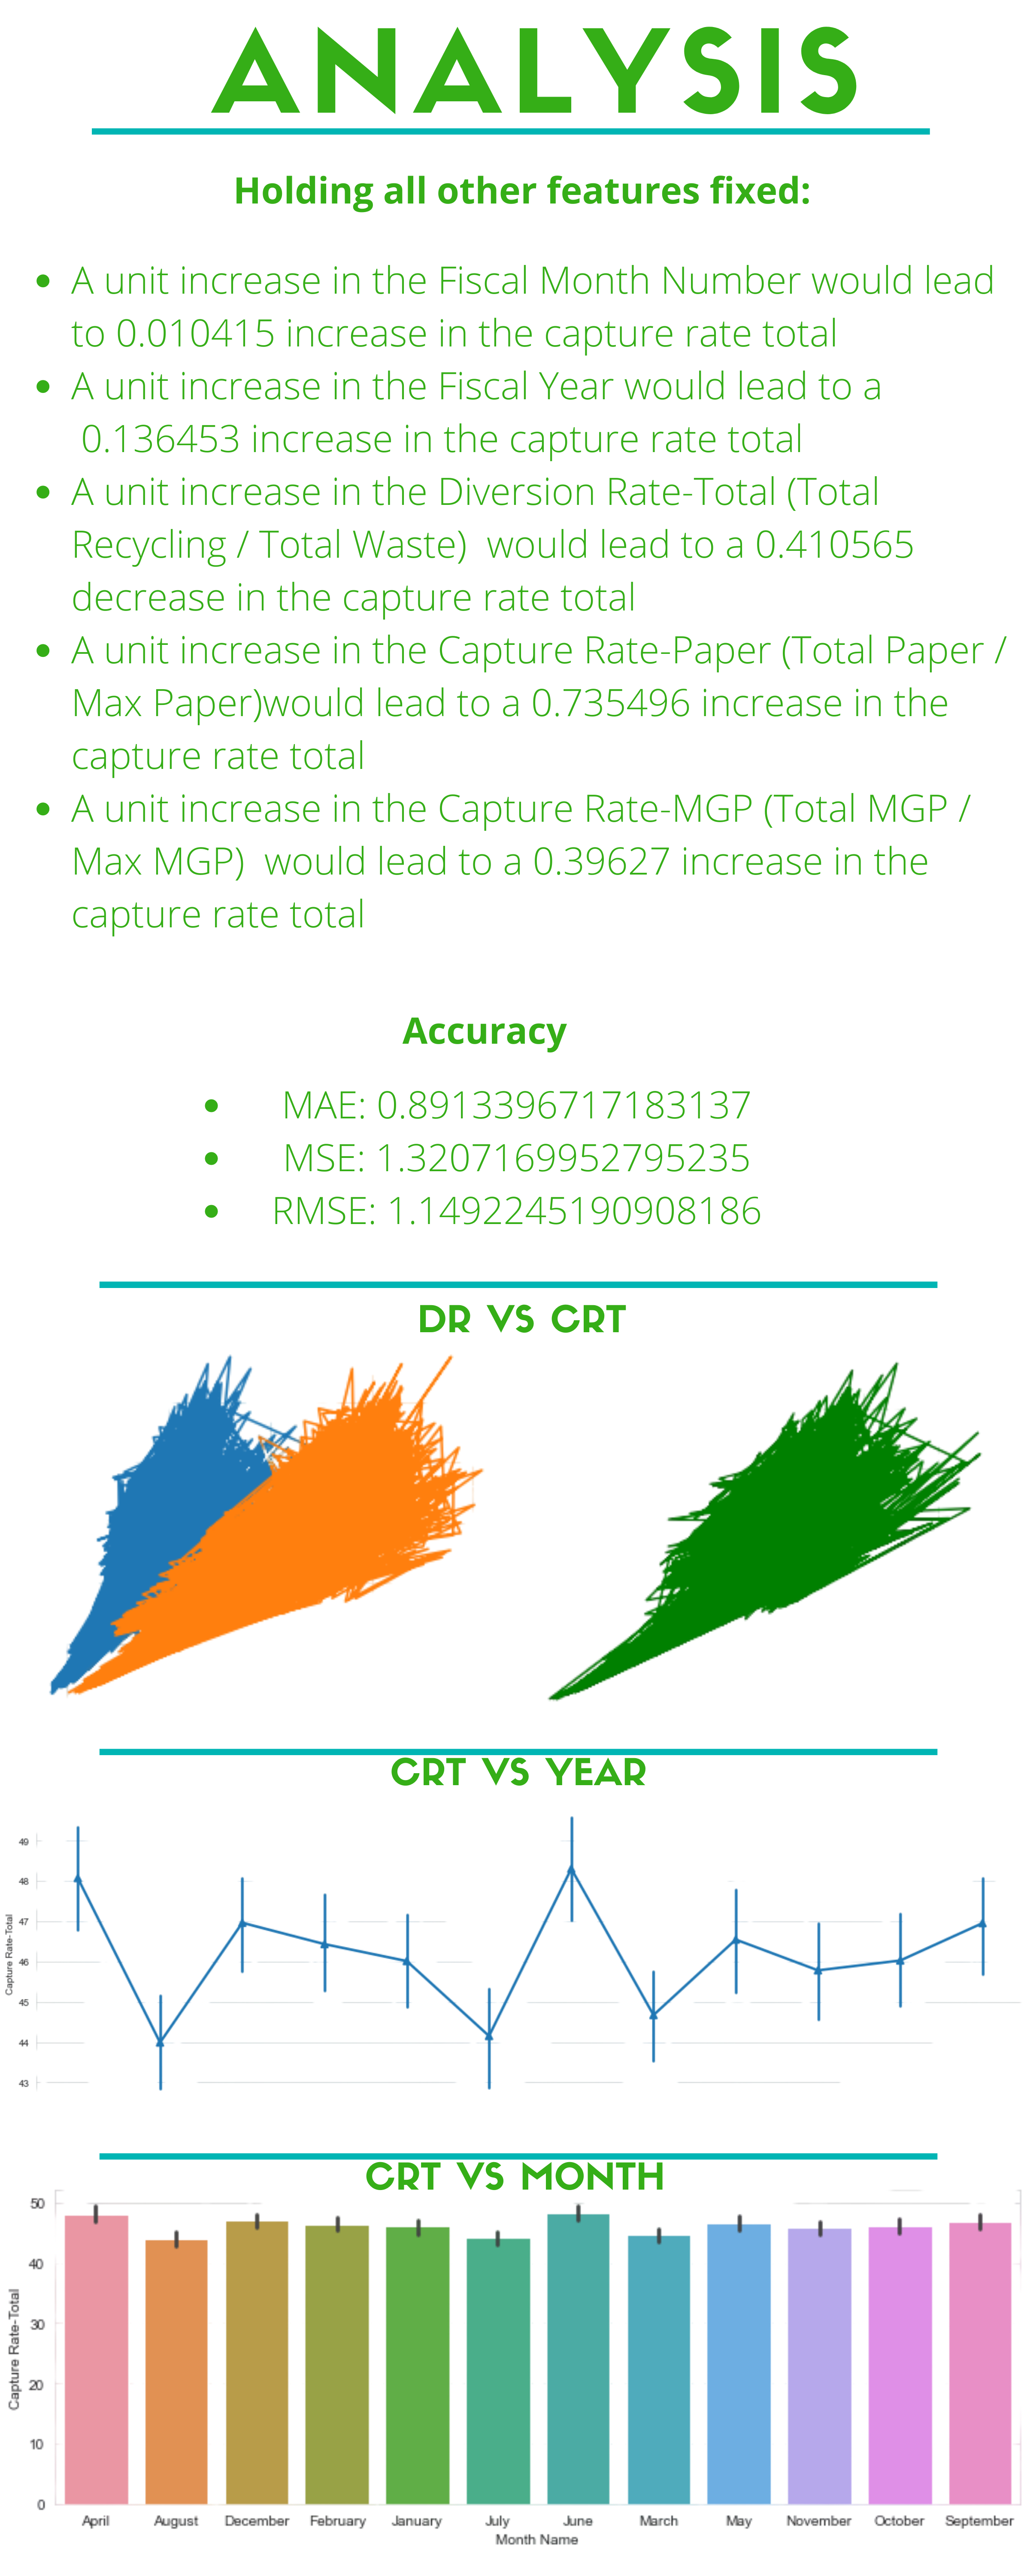 ANALYSIS
Holding all other features fixed:
• A unit increase in the Fiscal Month Number would lead
to 0.010415 increase in the capture rate total
• A unit increase in the Fiscal Year would lead to a
0.136453 increase in the capture rate total
• A unit increase in the Diversion Rate-Total (Total
Recycling / Total Waste)  would lead to a 0.410565
decrease in the capture rate total
• A unit increase in the Capture Rate-Paper (Total Paper /
Max Paper)would lead to a 0.735496 increase in the
capture rate total
• A unit increase in the Capture Rate-MGP (Total MGP /
Max MGP)  would lead to a 0.39627 increase in the
capture rate total
Accuracy
• MAE: 0.8913396717183137
• MSE: 1.3207169952795235
• RMSE: 1.1492245190908186
DR VS CRT
CRT VS YEAR
Capture Rate-Total
49
48
47
46
45
44
43
CRT VS MONTH
Capture Rate-Total
50
40
30
20
10
0
April August December February January July June March May November October September
Month Name